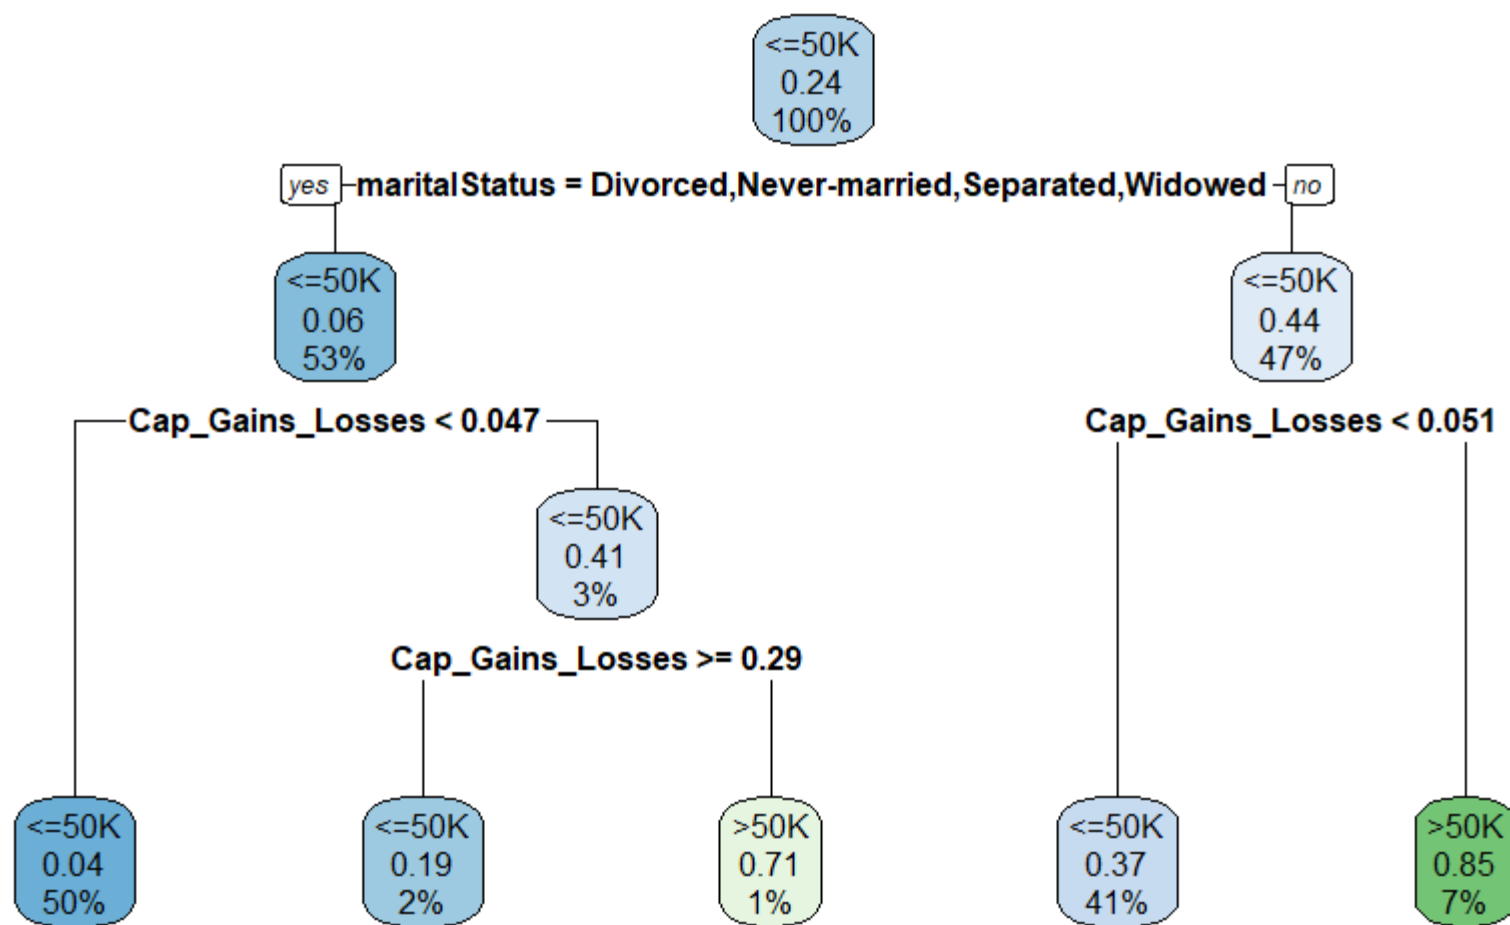 <=50K
0.24
100%
yes maritalStatus = Divorced,Never-married,Separated,Widowed no
<=50K
0.06
53%
<=50K
0.44
47%
Cap_Gains_Losses < 0.047
Cap_Gains_Losses < 0.051
<=50K
0.41
3%
Cap_Gains_Losses >= 0.29
<=50K
0.04
50%
<=50K
0.19
2%
>50K
0.71
1%
<=50K
0.37
41%
>50K
0.85
7%